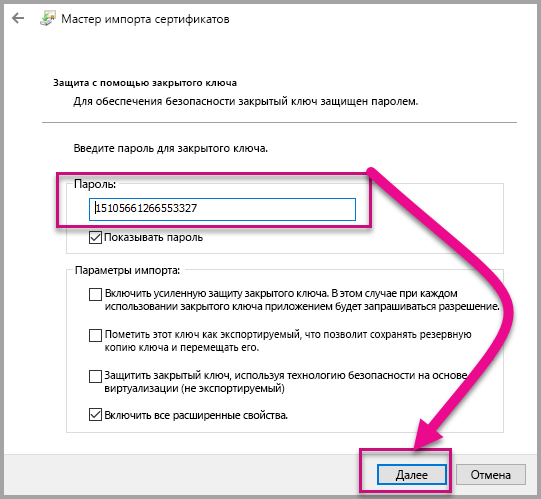 Мастер импорта сертификатов
Защита с помощью закрытого ключа
Для обеспечения безопасности закрытый ключ защищен паролем.
Введите пароль для закрытого ключа.
Пароль:
15105661266553327
Показывать пароль
Параметры импорта:
Включить усиленную защиту закрытого ключа. В этом случае при каждом
использовании закрытого ключа приложением будет запрашиваться разрешение.
Пометить этот ключ как экспортируемый, что позволит сохранять резервную
копию ключа и перемещать его.
Защитить закрытый ключ, используя технологию безопасности на основе
виртуализации (не экспортируемый)
Включить все расширенные свойства.
Далее
Отмена